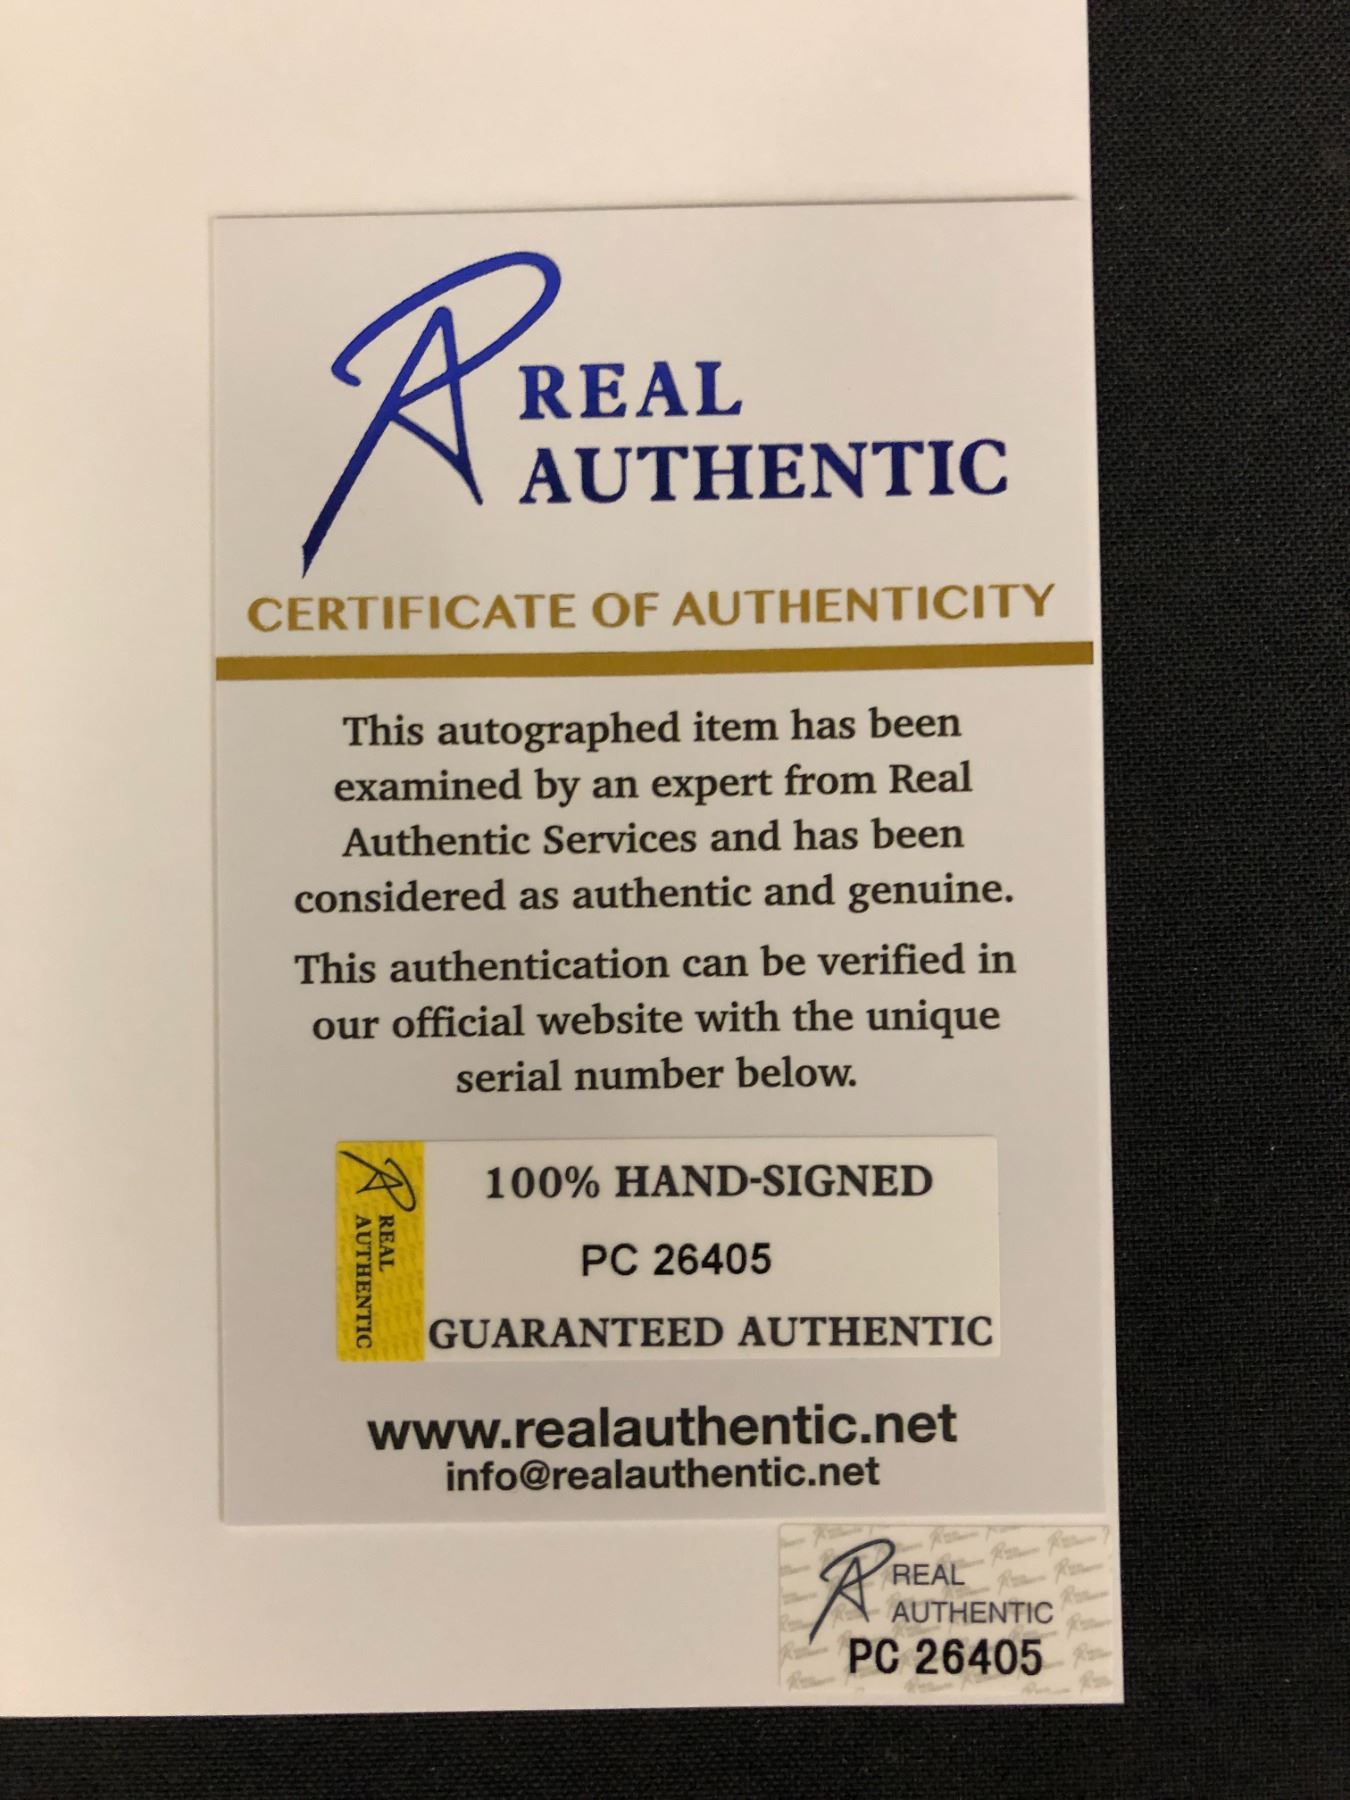 REAL
AUTHENTIC
CERTIFICATE OF AUTHENTICITY
This autographed item has been
examined by an expert from Real
Authentic Services and has been
considered as authentic and genuine.
This authentication can be verified in
our official website with the unique
serial number below.
REAL
AUTHENTIC
100% HAND-SIGNED
PC 26405
GUARANTEED AUTHENTIC
www.realauthentic.net
info@realauthentic.net
REAL
AUTHENTIC
PC 26405